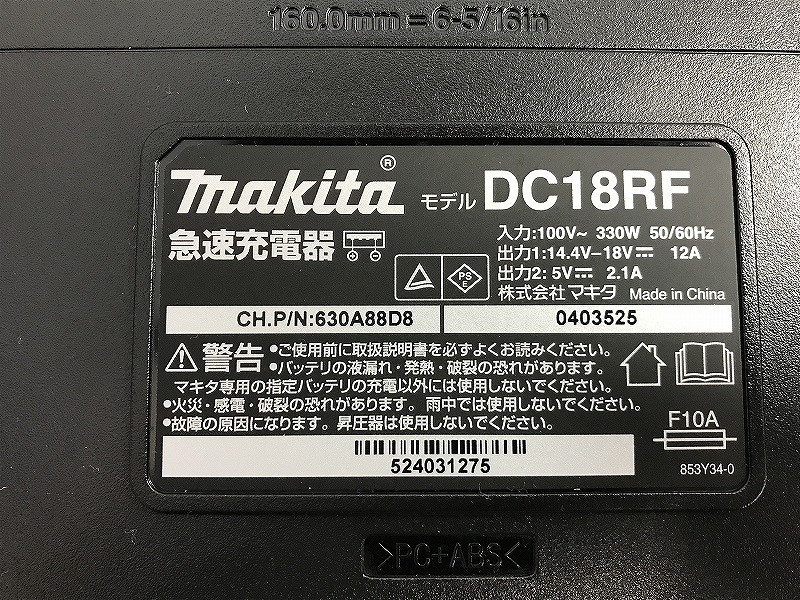 160.0mm=6-5/16in
makita® モデル DC18RF
急速充電器
入力:100V~ 330W 50/60Hz
出力1:14.4V-18V⎓ 12A
出力2: 5V⎓ 2.1A
PS
E
株式会社マキタ Made in China
CH.P/N:630A88D8
0403525
警告 •ご使用前に取扱説明書を必ずよくお読みください。
•バッテリの液漏れ・発熱・破裂の恐れがあります。
マキタ専用の指定バッテリの充電以外には使用しないでください。
•火災・感電・破裂の恐れがあります。雨中では使用しないでください。
•故障の原因になります。昇圧器は使用しないでください。
F10A
524031275
853Y34-0
>PC+ABS<